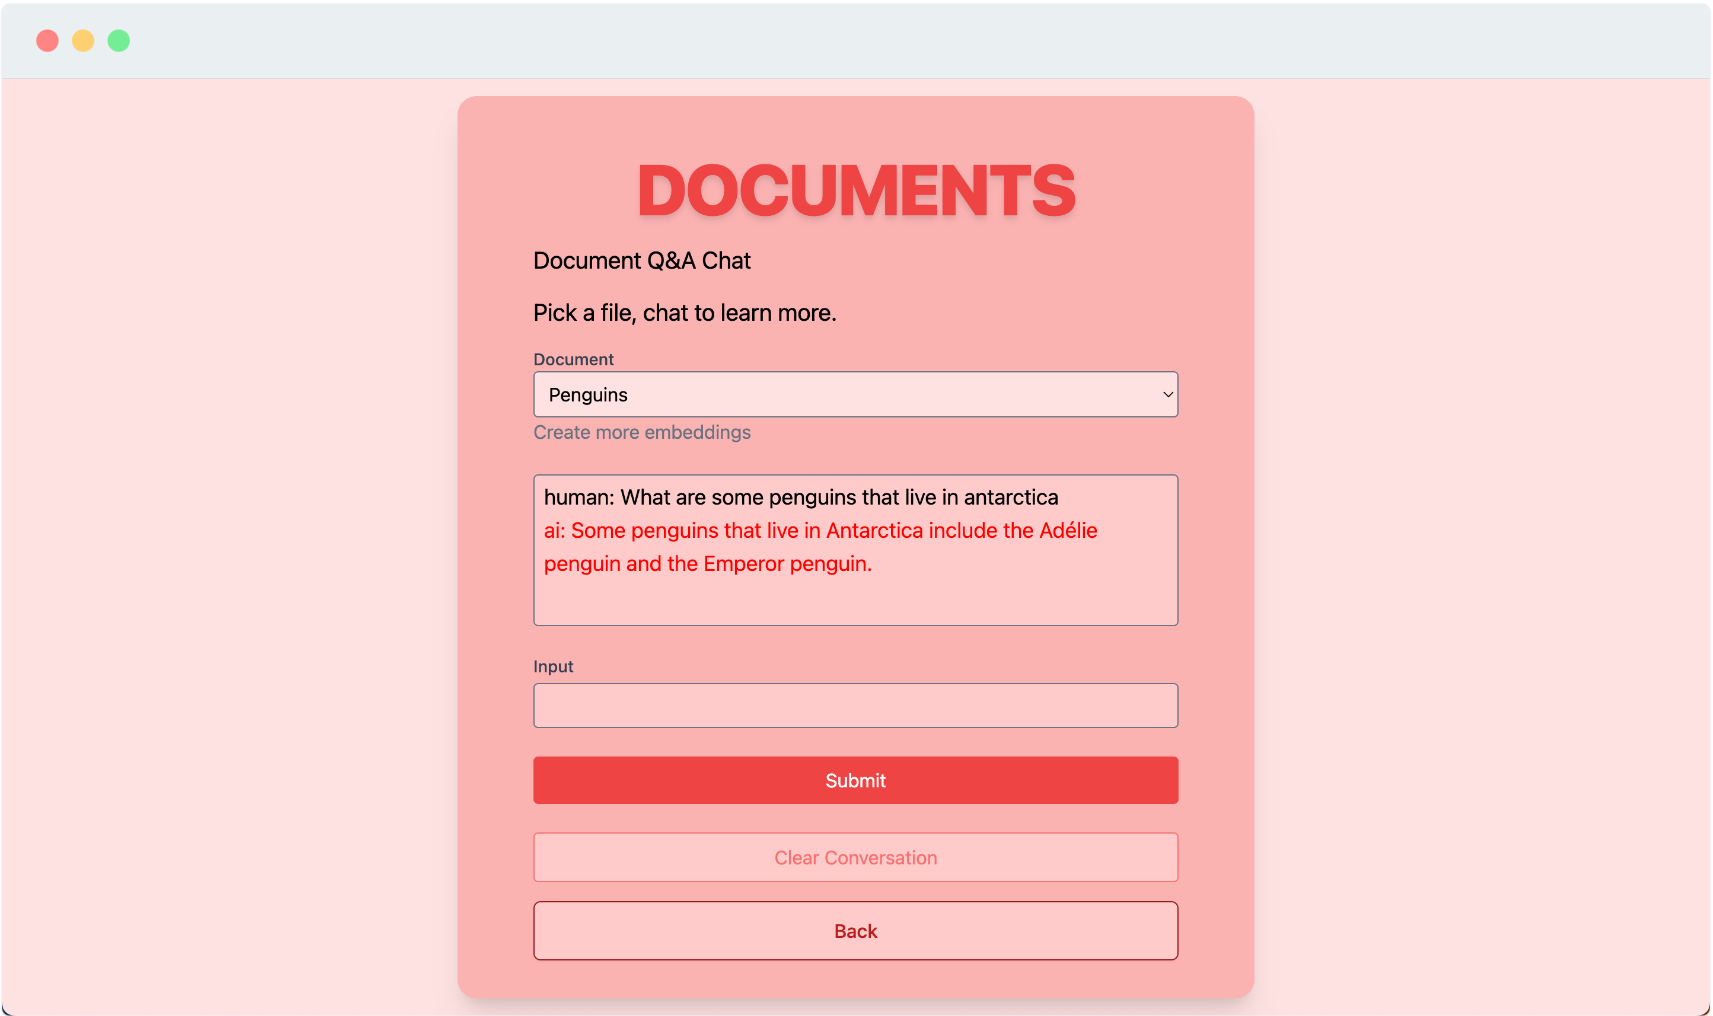 DOCUMENTS
Document Q&A Chat
Pick a file, chat to learn more.
Document
Penguins
Create more embeddings
human: What are some penguins that live in antarctica
ai: Some penguins that live in Antarctica include the Adélie
penguin and the Emperor penguin.
Input
Submit
Clear Conversation
Back